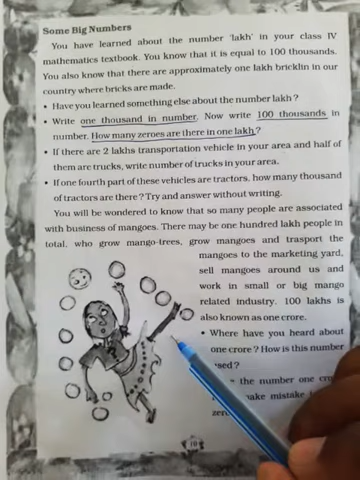 Some Big Numbers
You have learned about the number 'lakh' in your class IV
mathematics textbook. You know that it is equal to 100 thousands.
You also know that there are approximately one lakh bricklin in our
country where bricks are made.
• Have you learned something else about the number lakh ?
• Write one thousand in number. Now write 100 thousands in
number. How many zeroes are there in one lakh ?
• If there are 2 lakhs transportation vehicle in your area and half of
them are trucks, write number of trucks in your area.
• If one fourth part of these vehicles are tractors, how many thousand
of tractors are there ? Try and answer without writing.
You will be wondered to know that so many people are associated
with business of mangoes. There may be one hundred lakh people in
total, who grow mango-trees, grow mangoes and trasport the
mangoes to the marketing yard,
sell mangoes around us and
work in small or big mango
related industry. 100 lakhs is
also known as one crore.
• Where have you heard about
one crore ? How is this number
the number one
make mistake
10